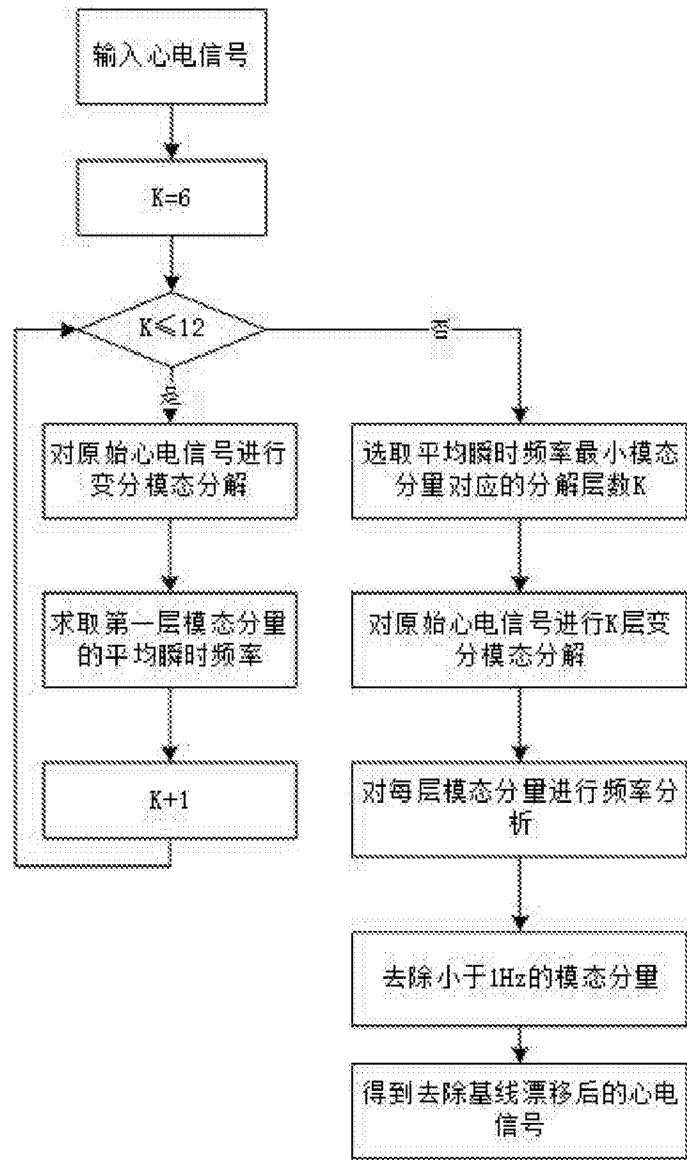 输入心电信号
K=6
K≤12
否
是
对原始心电信号进行
变分模态分解
求取第一层模态分量
的平均瞬时频率
K+1
选取平均瞬时频率最小模态
分量对应的分解层数K
对原始心电信号进行K层变
分模态分解
对每层模态分量进行频率分
析
去除小于1Hz的模态分量
得到去除基线漂移后的心电
信号